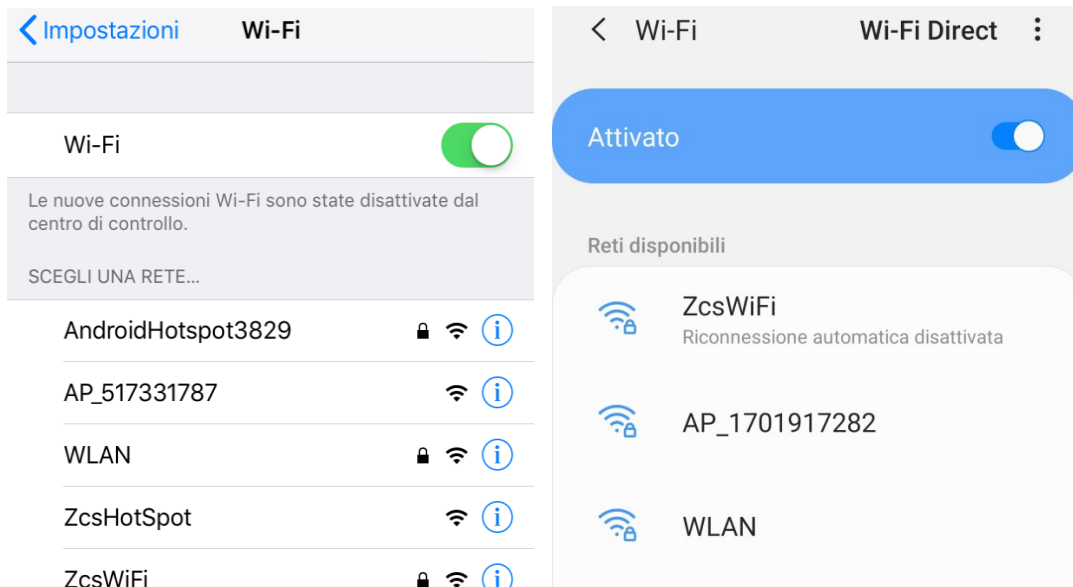 Impostazioni
Wi-Fi
Wi-Fi
Le nuove connessioni Wi-Fi sono state disattivate dal
centro di controllo.
SCEGLI UNA RETE...
AndroidHotspot3829
AP_517331787
WLAN
ZcsHotSpot
ZcsWiFi
Wi-Fi
Wi-Fi Direct
Attivato
Reti disponibili
ZcsWiFi
Riconnessione automatica disattivata
AP_1701917282
WLAN